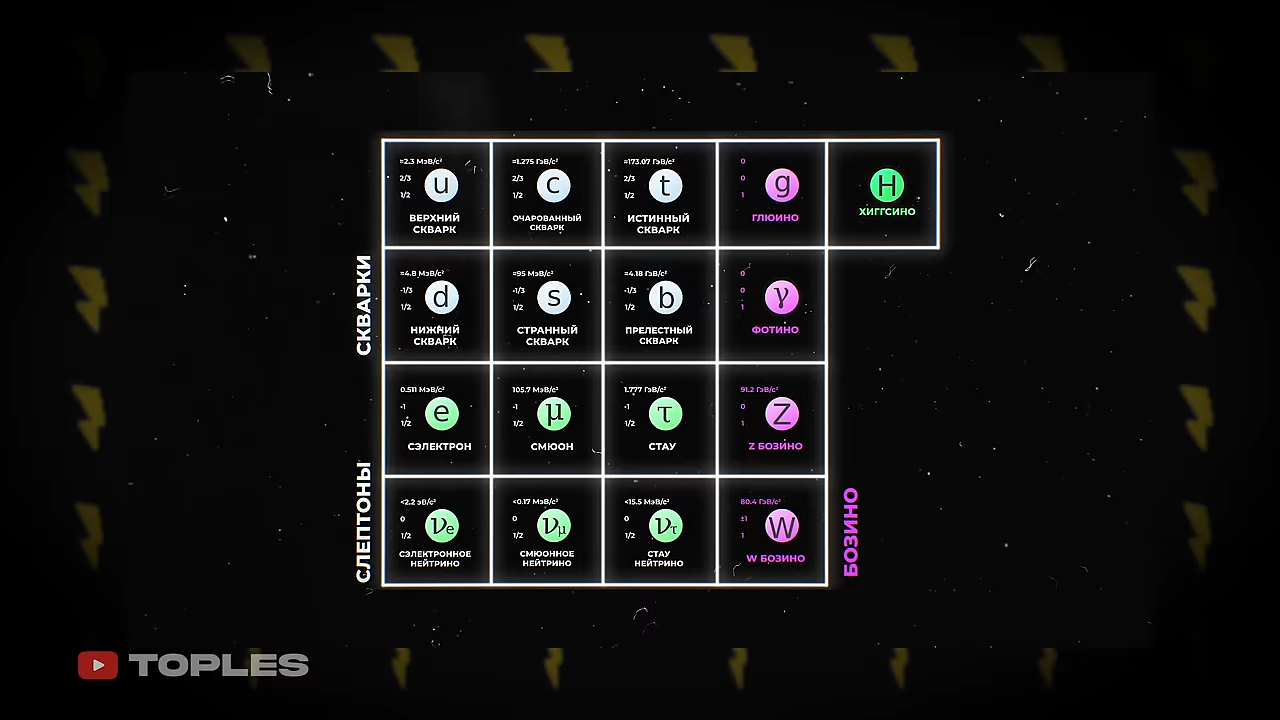 ≈2.3 МэВ/c²
2/3
1/2
u
ВЕРХНИЙ
СКВАРК
≈1.275 ГэВ/c²
2/3
1/2
c
ОЧАРОВАННЫЙ
СКВАРК
≈173.07 ГэВ/c²
2/3
1/2
t
ИСТИННЫЙ
СКВАРК
0
0
1
g
ГЛЮИНО
H
ХИГГСИНО
СКВАРКИ
≈4.8 МэВ/c²
-1/3
1/2
d
НИЖНИЙ
СКВАРК
≈95 МэВ/c²
-1/3
1/2
s
СТРАННЫЙ
СКВАРК
≈4.18 ГэВ/c²
-1/3
1/2
b
ПРЕЛЕСТНЫЙ
СКВАРК
0
0
1
γ
ФОТИНО
0.511 МэВ/c²
-1
1/2
e
СЭЛЕКТРОН
105.7 МэВ/c²
-1
1/2
μ
СМЮОН
1.777 ГэВ/c²
-1
1/2
τ
СТАУ
91.2 ГэВ/c²
0
1
Z
Z БОЗИНО
СЛЕПТОНЫ
<2.2 эВ/c²
0
1/2
νe
СЭЛЕКТРОННОЕ
НЕЙТРИНО
<0.17 МэВ/c²
0
1/2
νμ
СМЮОННОЕ
НЕЙТРИНО
<15.5 МэВ/c²
0
1/2
ντ
СТАУ
НЕЙТРИНО
80.4 ГэВ/c²
±1
1
W
W БОЗИНО
БОЗИНО
TOPLES